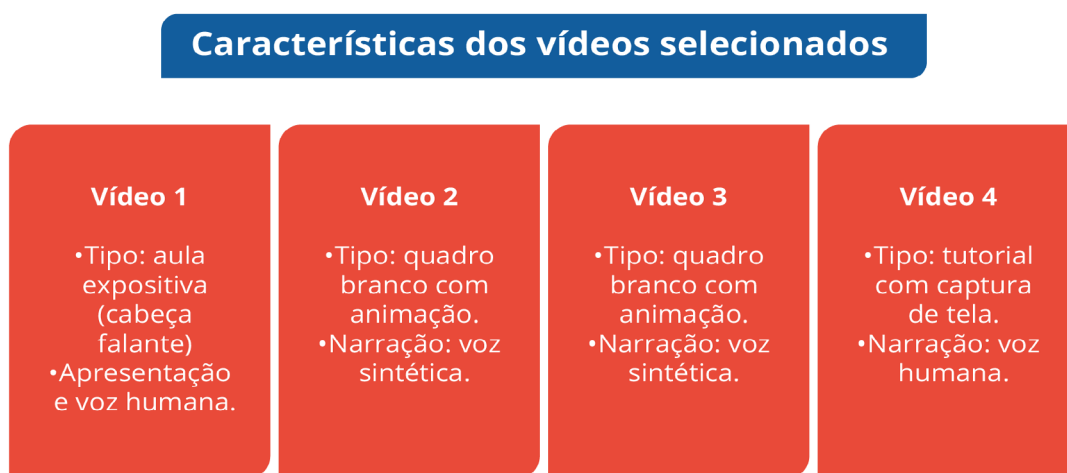 Características dos vídeos selecionados
Vídeo 1
•Tipo: aula
expositiva
(cabeça
falante)
•Apresentação
e voz humana.
Vídeo 2
•Tipo: quadro
branco com
animação.
•Narração: voz
sintética.
Vídeo 3
•Tipo: quadro
branco com
animação.
•Narração: voz
sintética.
Vídeo 4
•Tipo: tutorial
com captura
de tela.
•Narração: voz
humana.